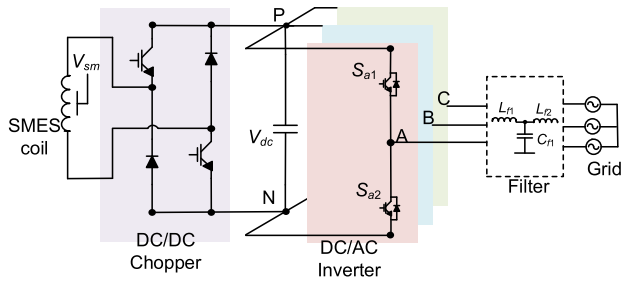 P
V_sm
SMES
coil
V_dc
N
DC/DC
Chopper
S_a1
S_a2
DC/AC
Inverter
C
B
A
L_f1
L_f2
C_f1
Filter
Grid